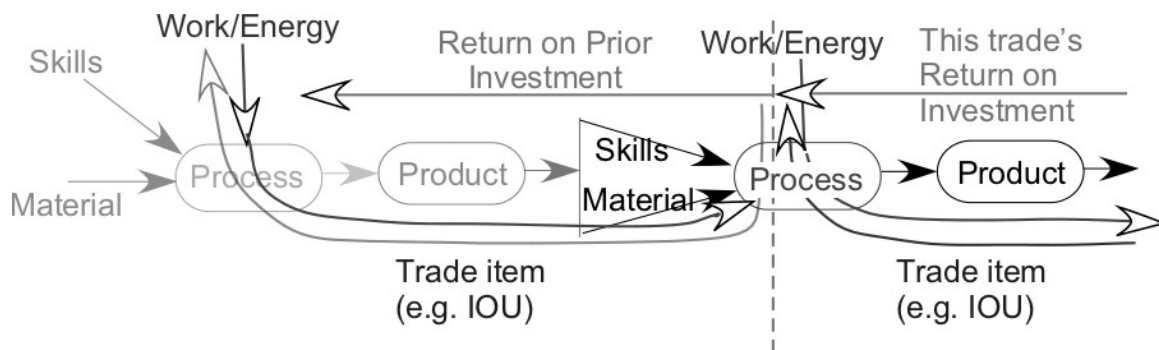 Work/Energy
Skills
Material
Process
Product
Return on Prior
Investment
Skills
Material
Trade item
(e.g. IOU)
Work/Energy
This trade's
Return on
Investment
Process
Product
Trade item
(e.g. IOU)